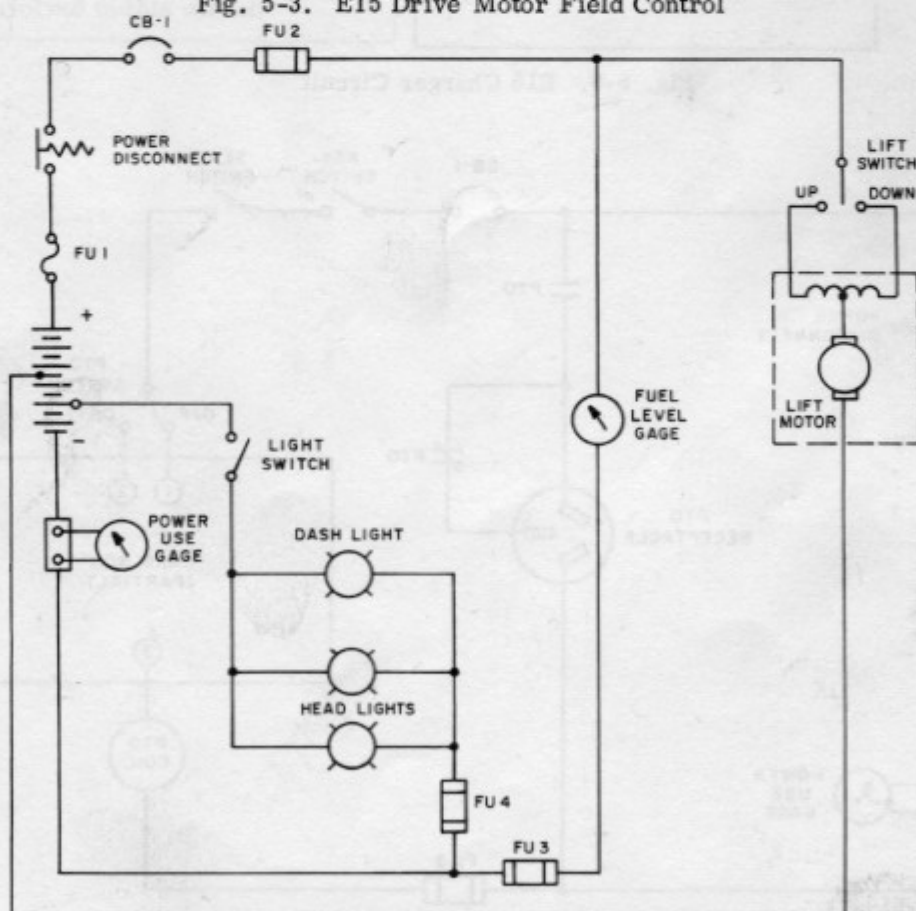 Fig. 5-3. E15 Drive Motor Field Control
CB-1
FU 2
POWER
DISCONNECT
LIFT
SWITCH
UP
DOWN
FU 1
+
FUEL
LEVEL
GAGE
LIFT
MOTOR
-
LIGHT
SWITCH
POWER
USE
GAGE
DASH LIGHT
HEAD LIGHTS
FU 4
FU 3